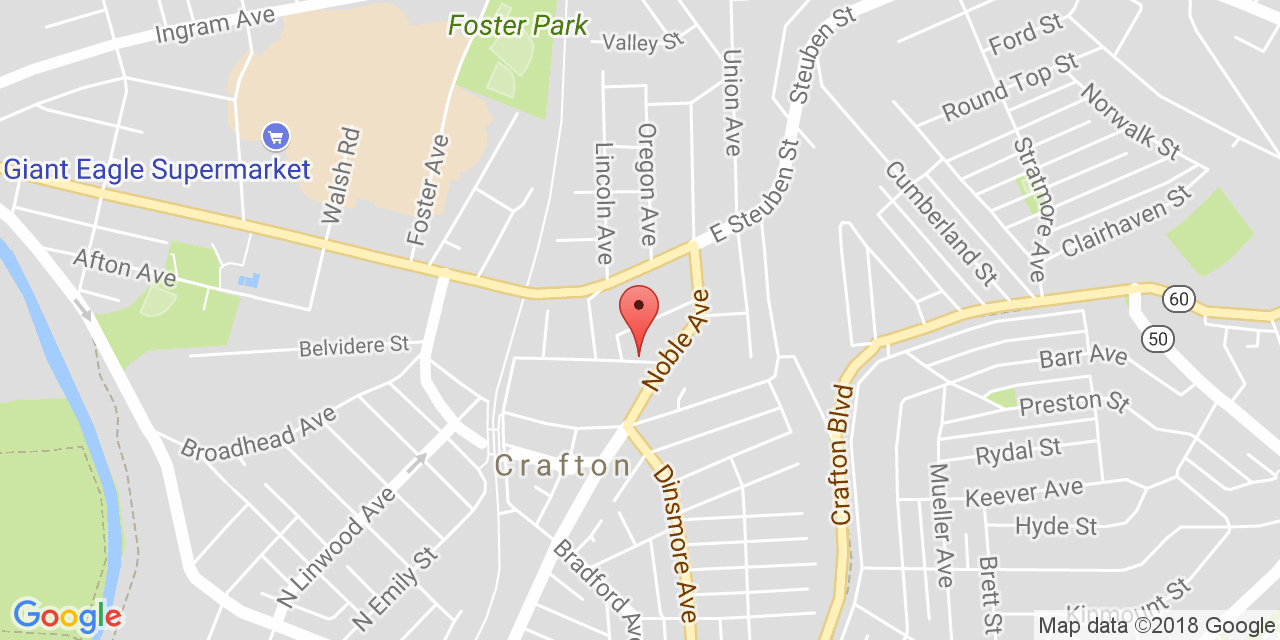 Ingram Ave
Foster Park
Valley St
Union Ave
Steuben St
Ford St
Round Top St
Norwalk St
Giant Eagle Supermarket
Walsh Rd
Foster Ave
Lincoln Ave
Oregon Ave
E Steuben St
Cumberland St
Stratmore Ave
Clairhaven St
Afton Ave
60
50
Belvidere St
Noble Ave
Barr Ave
Preston St
Broadhead Ave
Crafton Blvd
Rydal St
Crafton
Keever Ave
Mueller Ave
Hyde St
Dinsmore Ave
N Linwood Ave
N Emily St
Bradford Ave
Brett St
Kinmount St
Google
Map data ©2018 Google